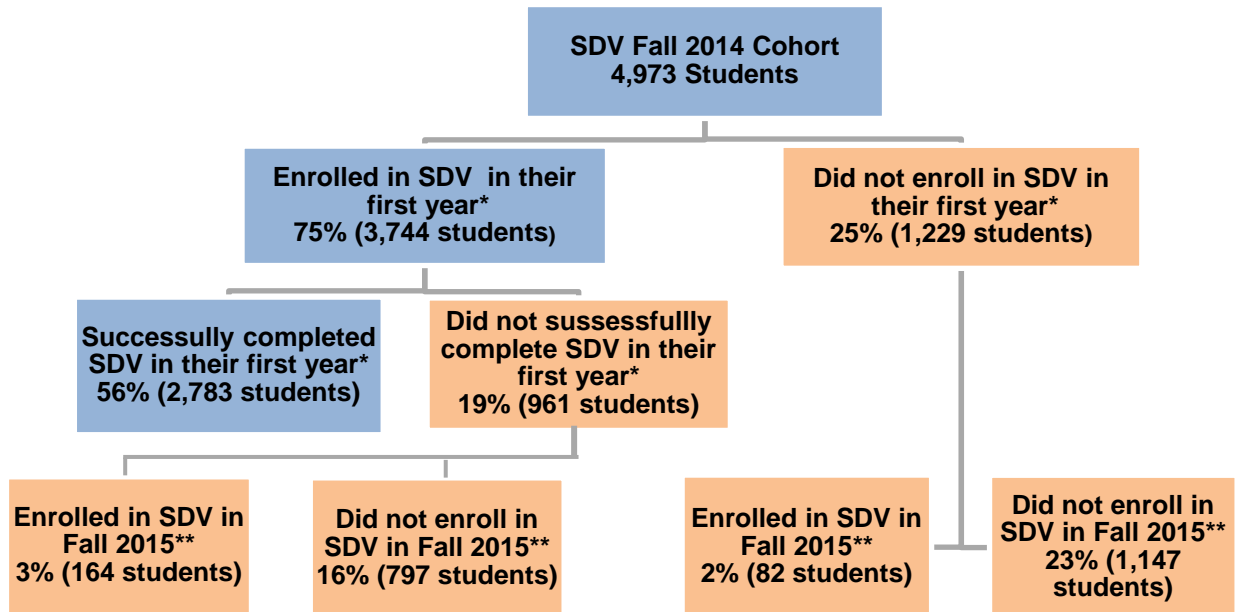 SDV Fall 2014 Cohort
4,973 Students
Enrolled in SDV in their
first year*
75% (3,744 students)
Did not enroll in SDV in
their first year*
25% (1,229 students)
Successully completed
SDV in their first year*
56% (2,783 students)
Did not sussessfullly
complete SDV in their
first year*
19% (961 students)
Enrolled in SDV in
Fall 2015**
3% (164 students)
Did not enroll in
SDV in Fall 2015**
16% (797 students)
Enrolled in SDV in
Fall 2015**
2% (82 students)
Did not enroll in
SDV in Fall 2015**
23% (1,147
students)